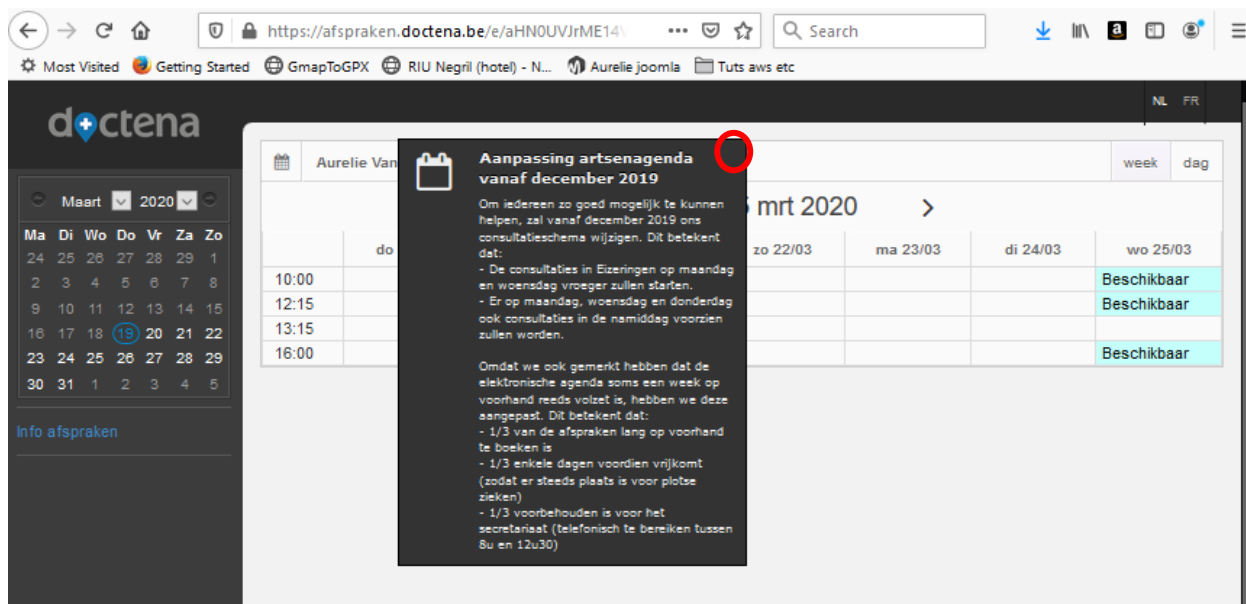 https://afspraken.doctena.be/e/aHN0UVJrME14
Search
Most Visited Getting Started GmapToGPX RIU Negril (hotel) - N... Aurelie joomla Tuts aws etc
doctena
NL FR
Maart 2020
Ma Di Wo Do Vr Za Zo
24 25 26 27 28 29 1
2 3 4 5 6 7 8
9 10 11 12 13 14 15
16 17 18 19 20 21 22
23 24 25 26 27 28 29
30 31 1 2 3 4 5
Info afspraken
Aurelie Van
week dag
mrt 2020
do zo 22/03 ma 23/03 di 24/03 wo 25/03
10:00 Beschikbaar
12:15 Beschikbaar
13:15
16:00 Beschikbaar
Aanpassing artsenagenda
vanaf december 2019
Om iedereen zo goed mogelijk te kunnen
helpen, zal vanaf december 2019 ons
consultatieschema wijzigen. Dit betekent
dat:
- De consultaties in Eizeringen op maandag
en woensdag vroeger zullen starten.
- Er op maandag, woensdag en donderdag
ook consultaties in de namiddag voorzien
zullen worden.
Omdat we ook gemerkt hebben dat de
elektronische agenda soms een week op
voorhand reeds volzet is, hebben we deze
aangepast. Dit betekent dat:
- 1/3 van de afspraken lang op voorhand
te boeken is
- 1/3 enkele dagen voordien vrijkomt
(zodat er steeds plaats is voor plotse
zieken)
- 1/3 voorbehouden is voor het
secretariaat (telefonisch te bereiken tussen
8u en 12u30)